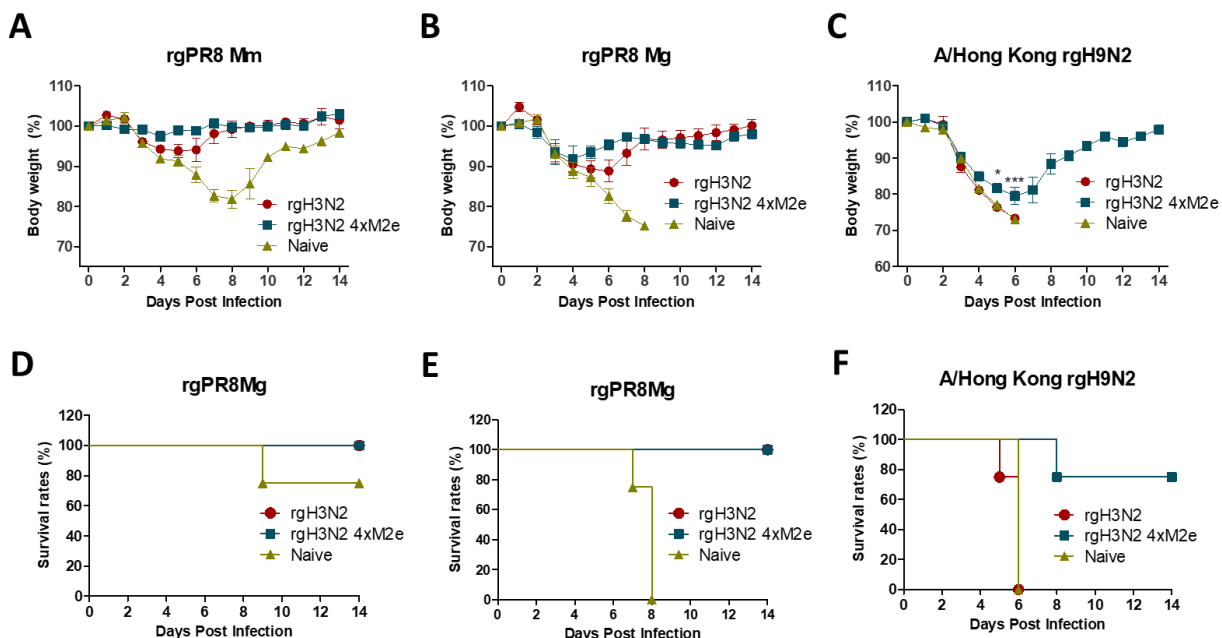 A
rgPR8 Mm
Body weight (%)
110
100
90
80
70
rgH3N2
rgH3N2 4xM2e
Naive
0 2 4 6 8 10 12 14
Days Post Infection
B
rgPR8 Mg
Body weight (%)
110
100
90
80
70
rgH3N2
rgH3N2 4xM2e
Naive
0 2 4 6 8 10 12 14
Days Post Infection
C
A/Hong Kong rgH9N2
Body weight (%)
110
100
90
80
70
60
* ***
rgH3N2
rgH3N2 4xM2e
Naive
0 2 4 6 8 10 12 14
Days Post Infection
D
rgPR8Mg
Survival rates (%)
120
100
80
60
40
20
0
rgH3N2
rgH3N2 4xM2e
Naive
0 2 4 6 8 10 12 14
Days Post Infection
E
rgPR8Mg
Survival rates (%)
120
100
80
60
40
20
0
rgH3N2
rgH3N2 4xM2e
Naive
0 2 4 6 8 10 12 14
Days Post Infection
F
A/Hong Kong rgH9N2
Survival rates (%)
120
100
80
60
40
20
0
rgH3N2
rgH3N2 4xM2e
Naive
0 2 4 6 8 10 12 14
Days Post Infection